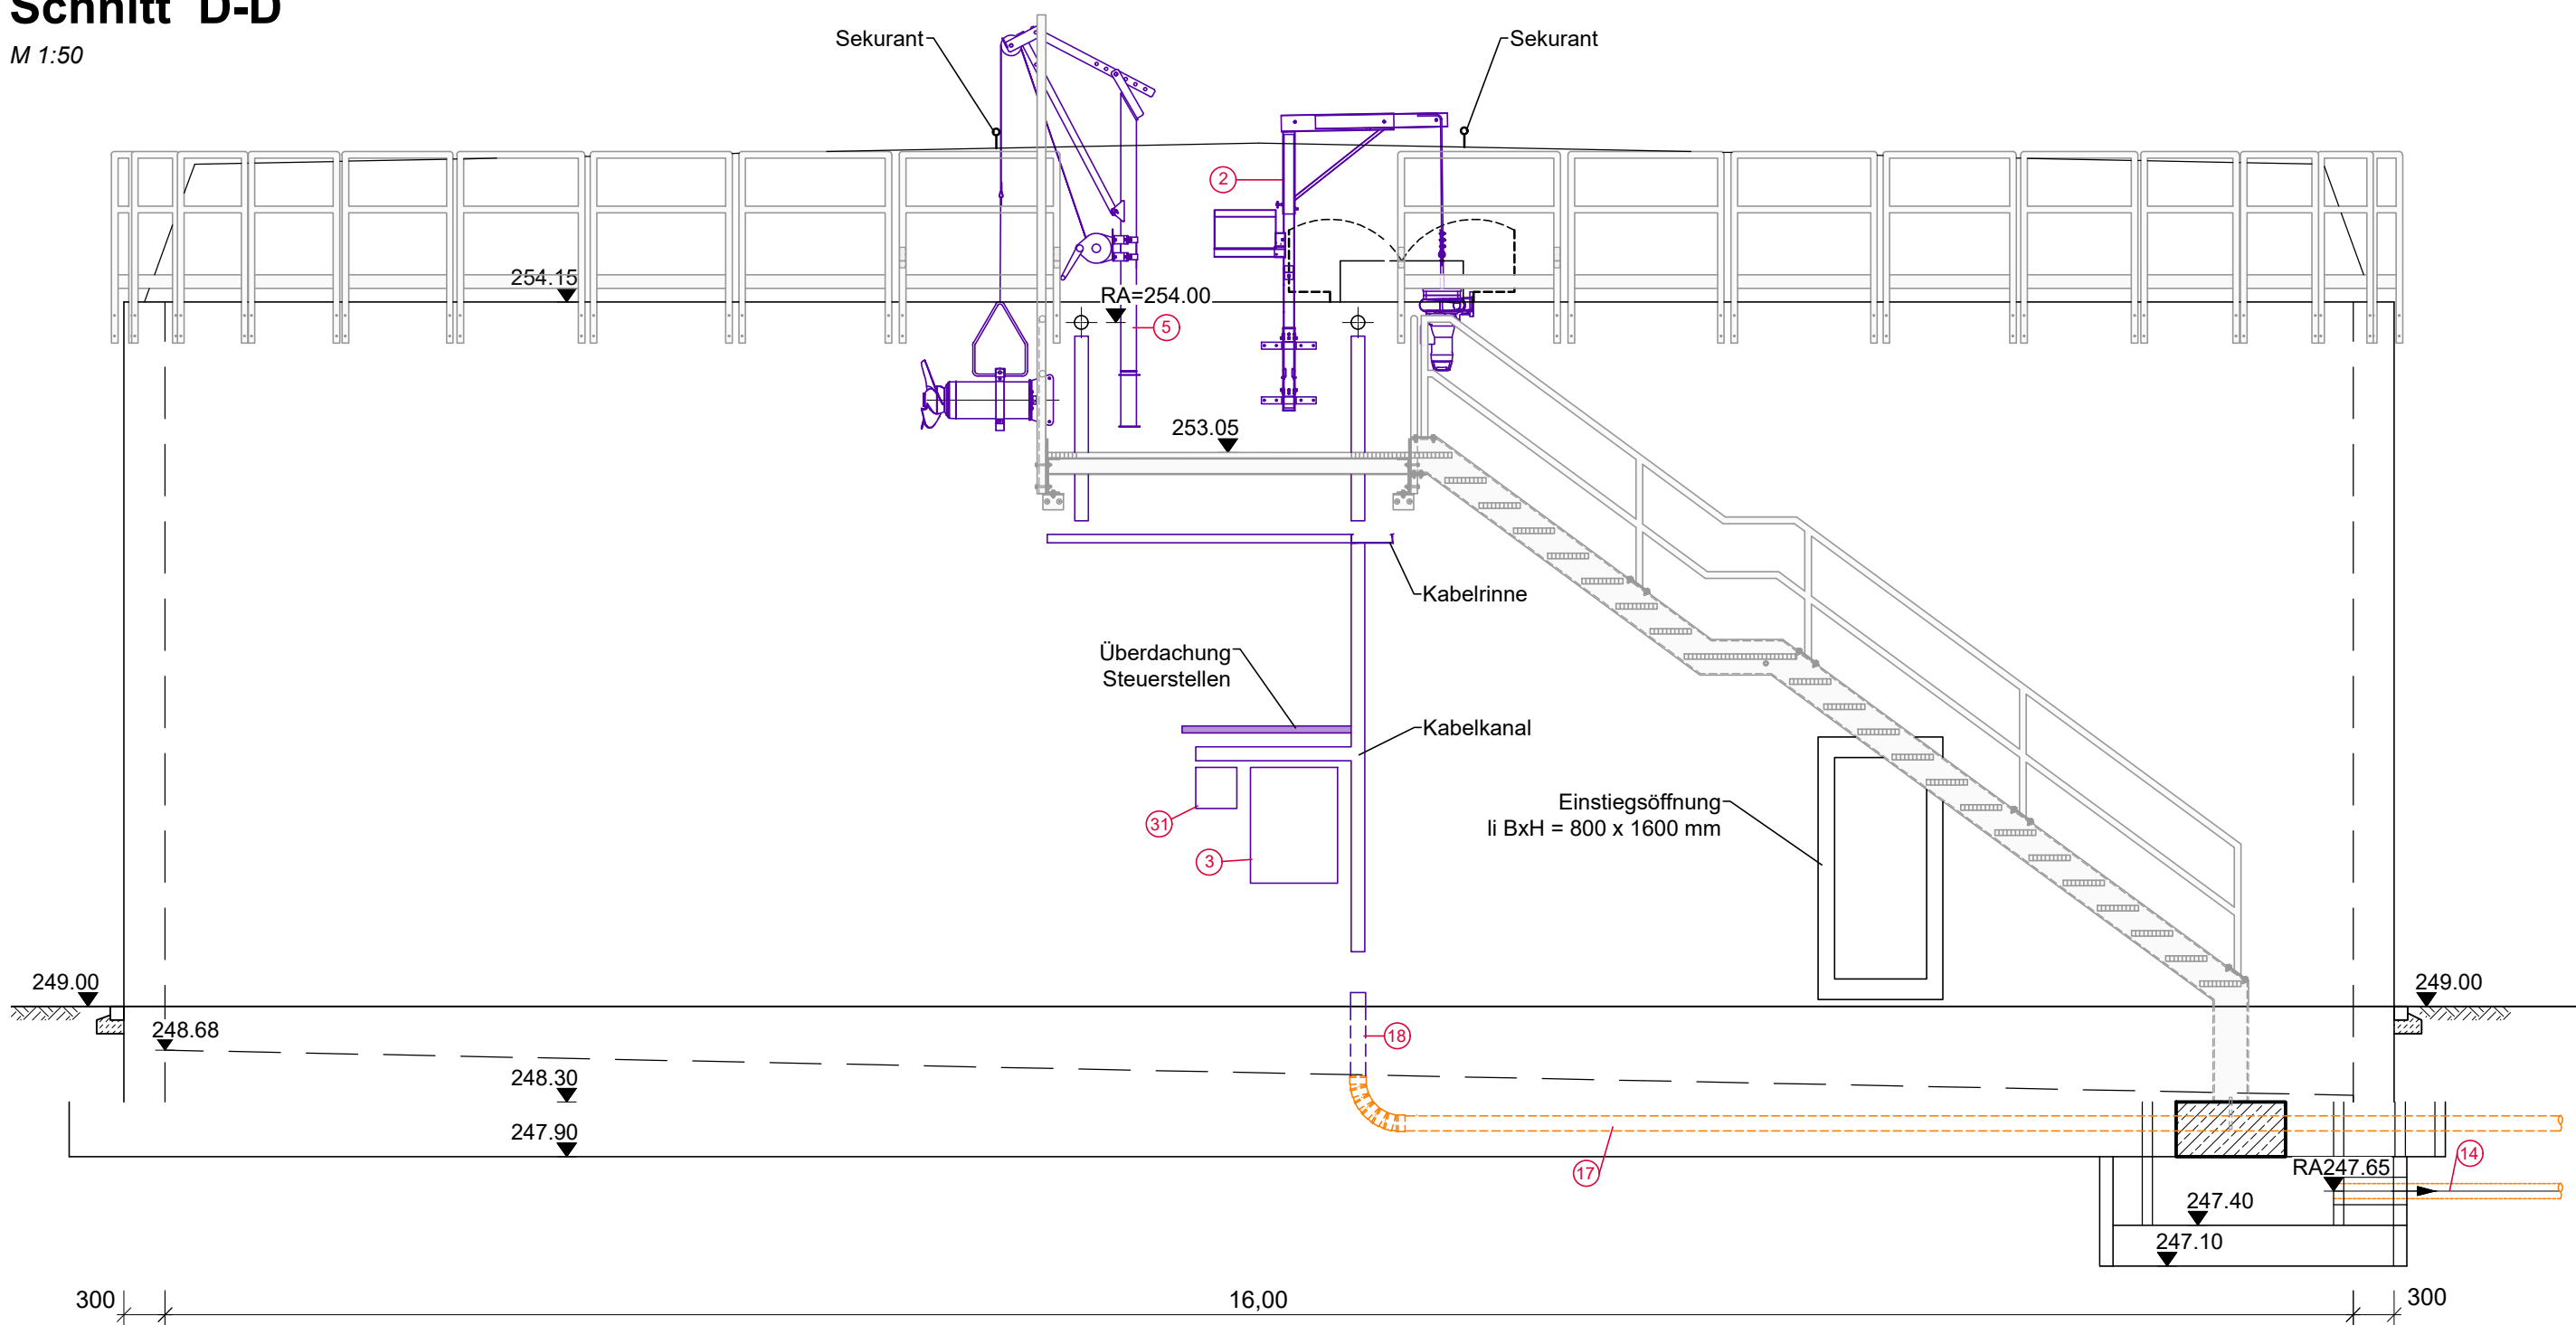 Schnitt D-D
M 1:50
Sekurant
Sekurant
2
254.15
RA=254.00
5
253.05
Kabelrinne
Überdachung
Steuerstellen
Kabelkanal
Einstiegsöffnung
li BxH = 800 x 1600 mm
31
3
249.00
249.00
248.68
18
248.30
247.90
17
RA247.65
14
247.40
247.10
300
16,00
300